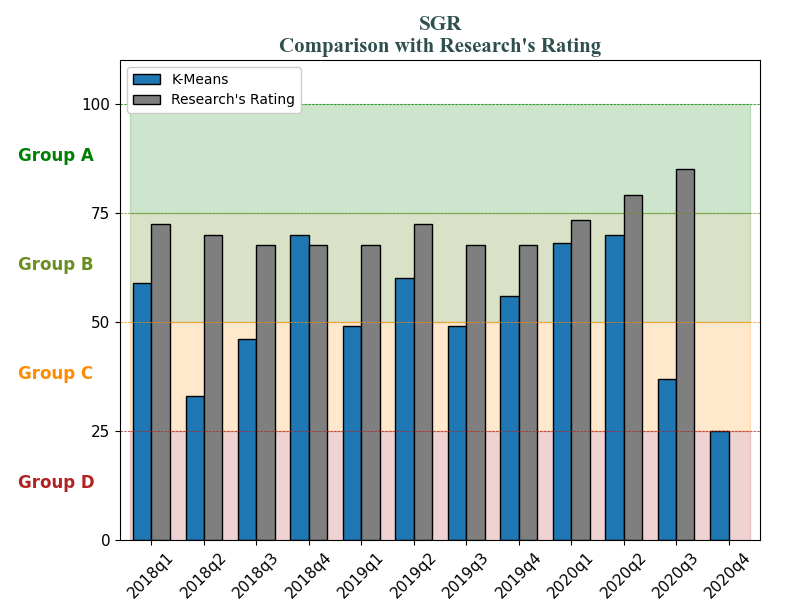 SGR
Comparison with Research's Rating
K-Means
Research's Rating
100
Group A
75
Group B
50
Group C
25
Group D
0
2018q1 2018q2 2018q3 2018q4 2019q1 2019q2 2019q3 2019q4 2020q1 2020q2 2020q3 2020q4